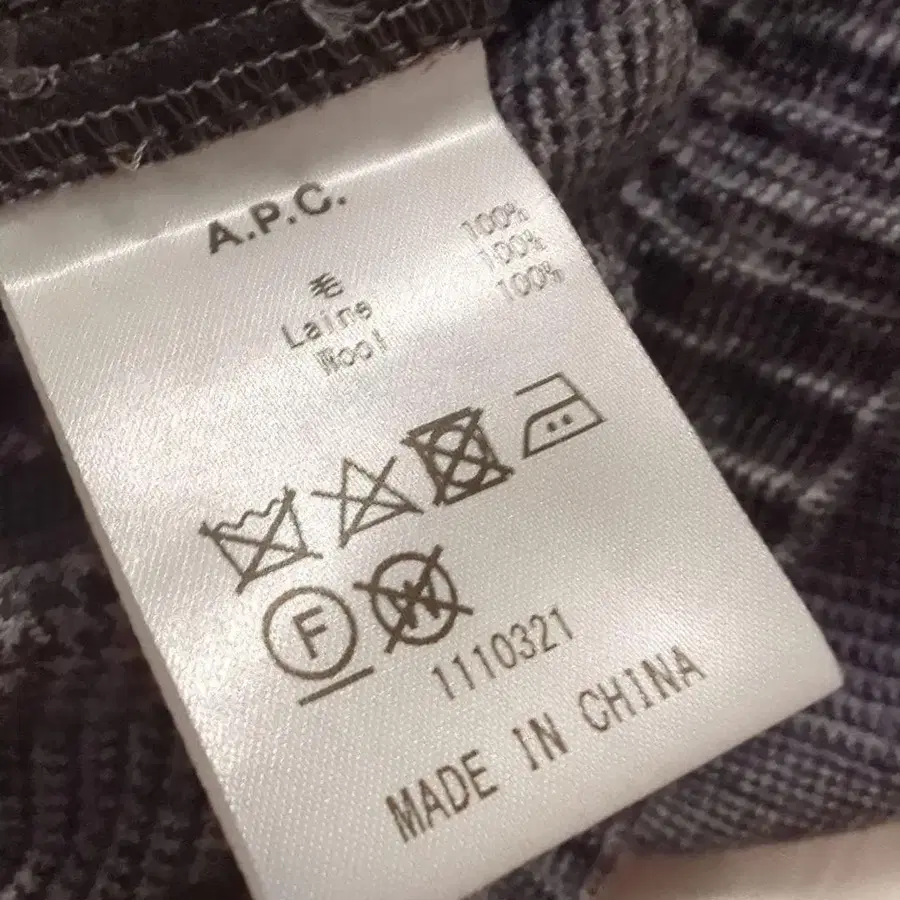 A.P.C.
毛 100%
Laine 100%
Wool 100%
F W
1110321
MADE IN CHINA